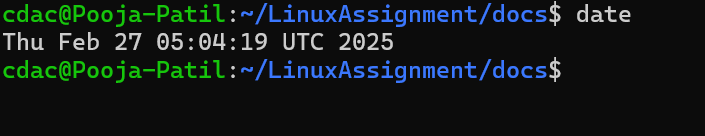 cdac@Pooja-Patil:~/LinuxAssignment/docs$ date
Thu Feb 27 05:04:19 UTC 2025
cdac@Pooja-Patil:~/LinuxAssignment/docs$